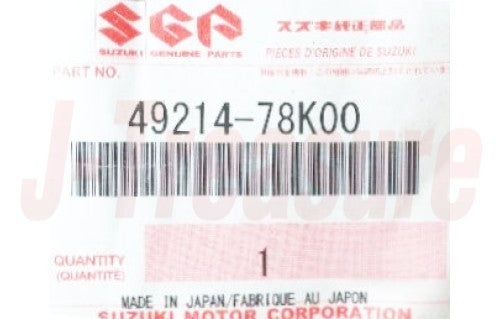 SGP スズキ純正部品
SUZUKI GENUINE PARTS
PIECES D'ORIGINE DE SUZUKI
PART NO.
49214-78K00
J-Treasure
QUANTITY 1
(QUANTITE)
MADE IN JAPAN/FABRIQUE AU JAPON
SUZUKI MOTOR CORPORATION